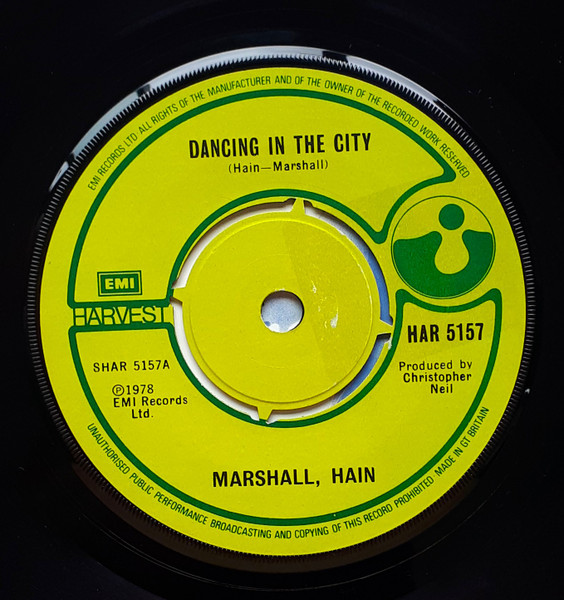 EMI RECORDS LTD ALL RIGHTS OF THE MANUFACTURER AND OF THE OWNER OF THE RECORDED WORK RESERVED
DANCING IN THE CITY
(Hain—Marshall)
EMI
HARVEST
HAR 5157
SHAR 5157A
℗1978
EMI Records
Ltd.
Produced by
Christopher
Neil
MARSHALL, HAIN
UNAUTHORISED PUBLIC PERFORMANCE BROADCASTING AND COPYING OF THIS RECORD PROHIBITED MADE IN GT BRITAIN